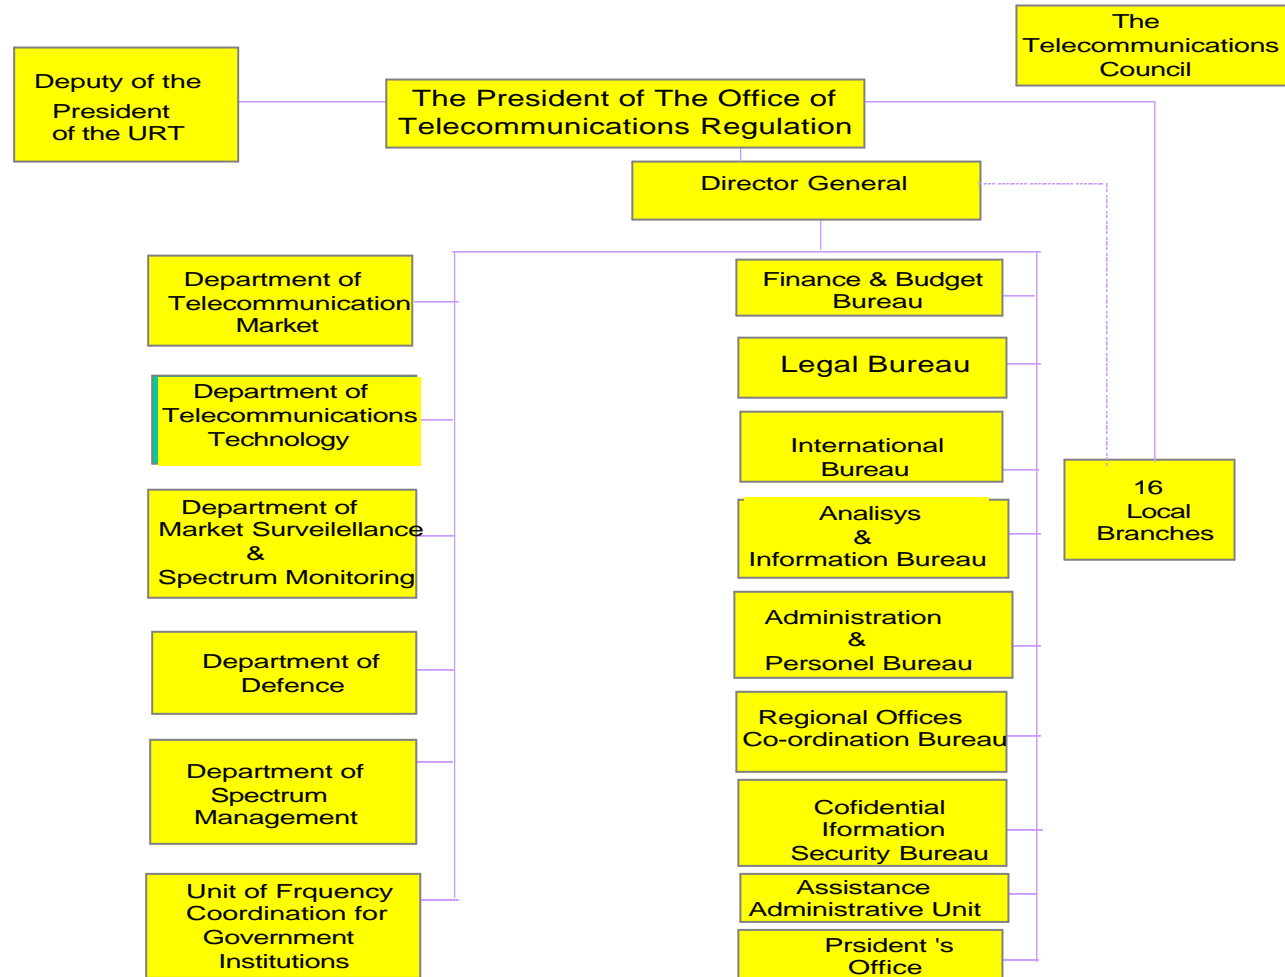 The
Telecommunications
Council
Deputy of the
President
of the URT
The President of The Office of
Telecommunications Regulation
Director General
Department of
Telecommunication
Market
Department of
Telecommunications
Technology
Department of
Market Surveilellance
&
Spectrum Monitoring
Department of
Defence
Department of
Spectrum
Management
Unit of Frquency
Coordination for
Government
Institutions
Finance & Budget
Bureau
Legal Bureau
International
Bureau
Analisys
&
Information Bureau
Administration
&
Personel Bureau
Regional Offices
Co-ordination Bureau
Cofidential
Iformation
Security Bureau
Assistance
Administrative Unit
Prsident 's
Office
16
Local
Branches